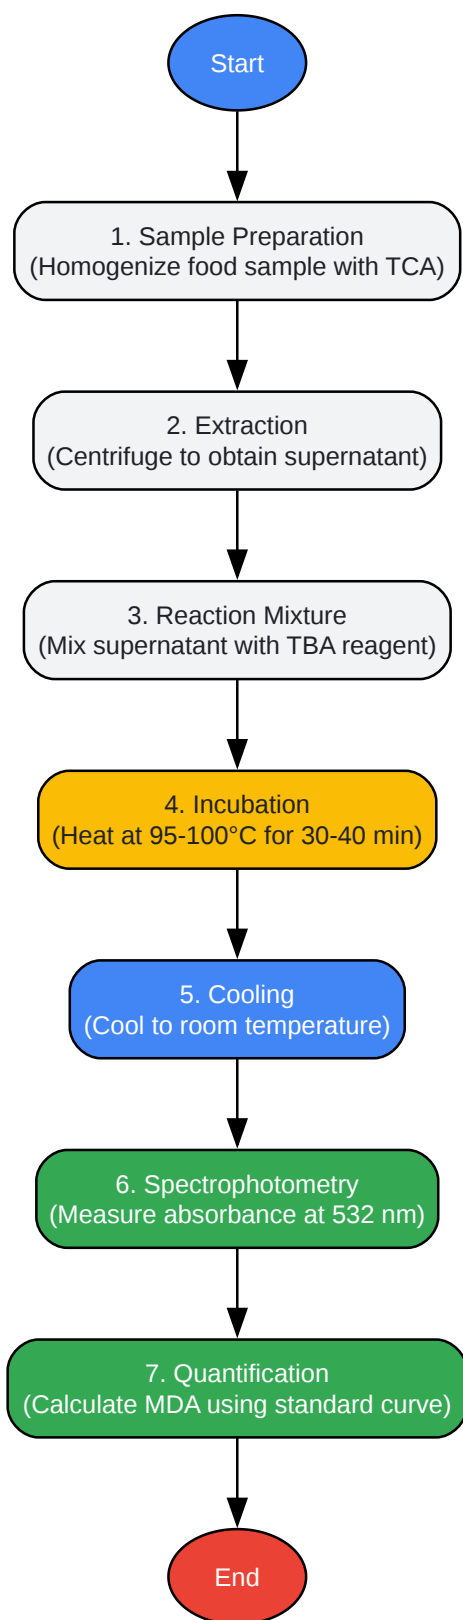 Start
1. Sample Preparation
(Homogenize food sample with TCA)
2. Extraction
(Centrifuge to obtain supernatant)
3. Reaction Mixture
(Mix supernatant with TBA reagent)
4. Incubation
(Heat at 95-100°C for 30-40 min)
5. Cooling
(Cool to room temperature)
6. Spectrophotometry
(Measure absorbance at 532 nm)
7. Quantification
(Calculate MDA using standard curve)
End